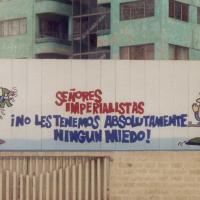 SEÑORES
IMPERIALISTAS
¡NO LES TENEMOS ABSOLUTAMENTE
NINGUN MIEDO!